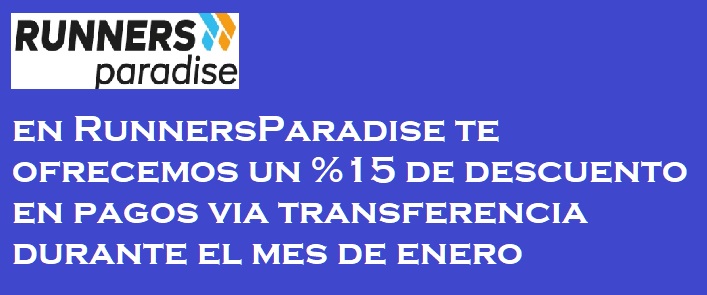 RUNNERS
paradise
EN RUNNERSPARADISE TE
OFRECEMOS UN %15 DE DESCUENTO
EN PAGOS VIA TRANSFERENCIA
DURANTE EL MES DE ENERO